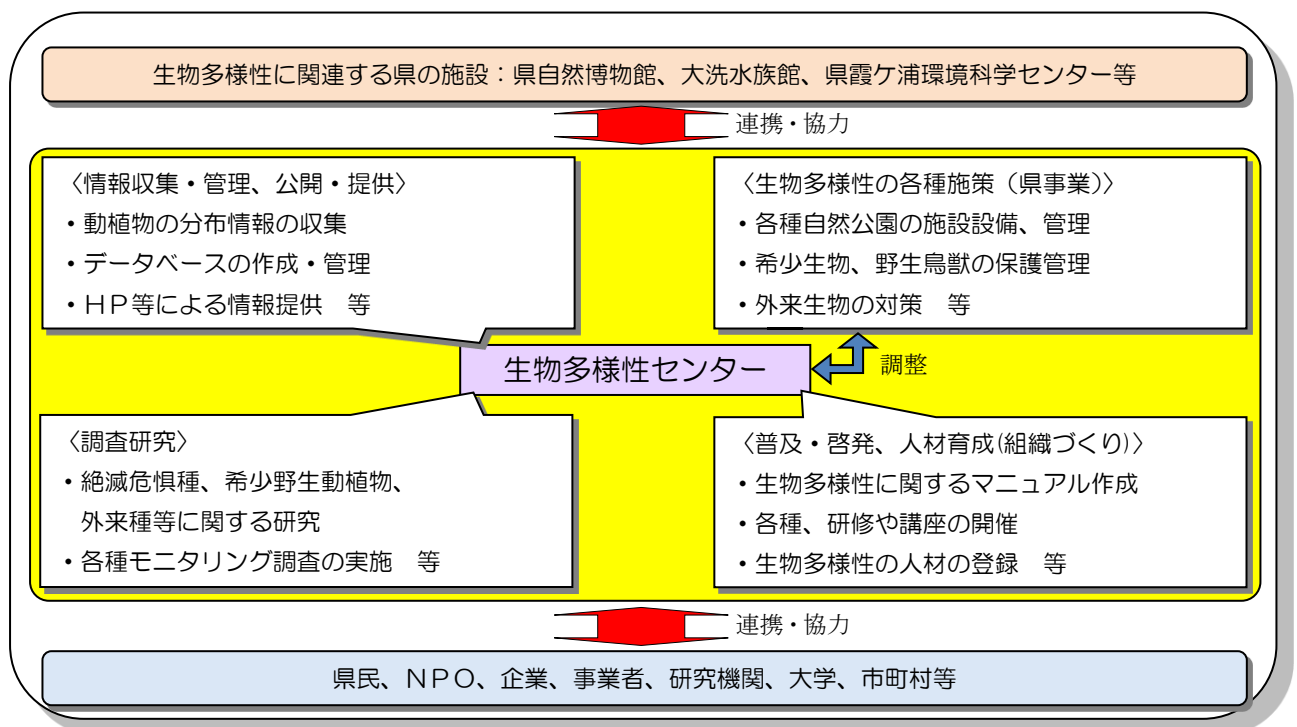 生物多様性に関連する県の施設：県自然博物館、大洗水族館、県霞ケ浦環境科学センター等
連携・協力
〈情報収集・管理、公開・提供〉
・動植物の分布情報の収集
・データベースの作成・管理
・ＨＰ等による情報提供　等
〈生物多様性の各種施策（県事業）〉
・各種自然公園の施設設備、管理
・希少生物、野生鳥獣の保護管理
・外来生物の対策　等
生物多様性センター
調整
〈調査研究〉
・絶滅危惧種、希少野生動植物、
外来種等に関する研究
・各種モニタリング調査の実施　等
〈普及・啓発、人材育成(組織づくり)〉
・生物多様性に関するマニュアル作成
・各種、研修や講座の開催
・生物多様性の人材の登録　等
連携・協力
県民、ＮＰＯ、企業、事業者、研究機関、大学、市町村等